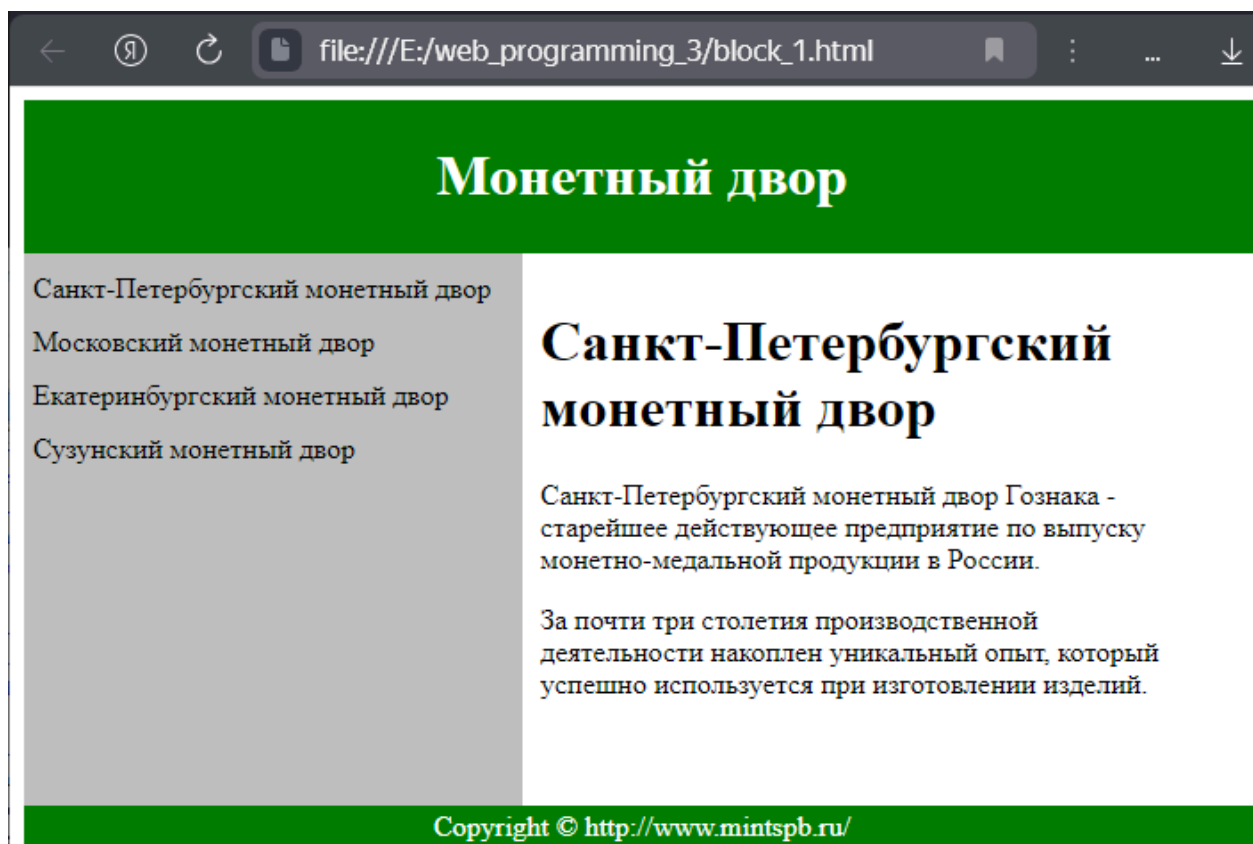 file:///E:/web_programming_3/block_1.html
Монетный двор
Санкт-Петербургский монетный двор
Московский монетный двор
Екатеринбургский монетный двор
Сузунский монетный двор
Санкт-Петербургский
монетный двор
Санкт-Петербургский монетный двор Гознака -
старейшее действующее предприятие по выпуску
монетно-медальной продукции в России.
За почти три столетия производственной
деятельности накоплен уникальный опыт, который
успешно используется при изготовлении изделий.
Copyright © http://www.mintspb.ru/